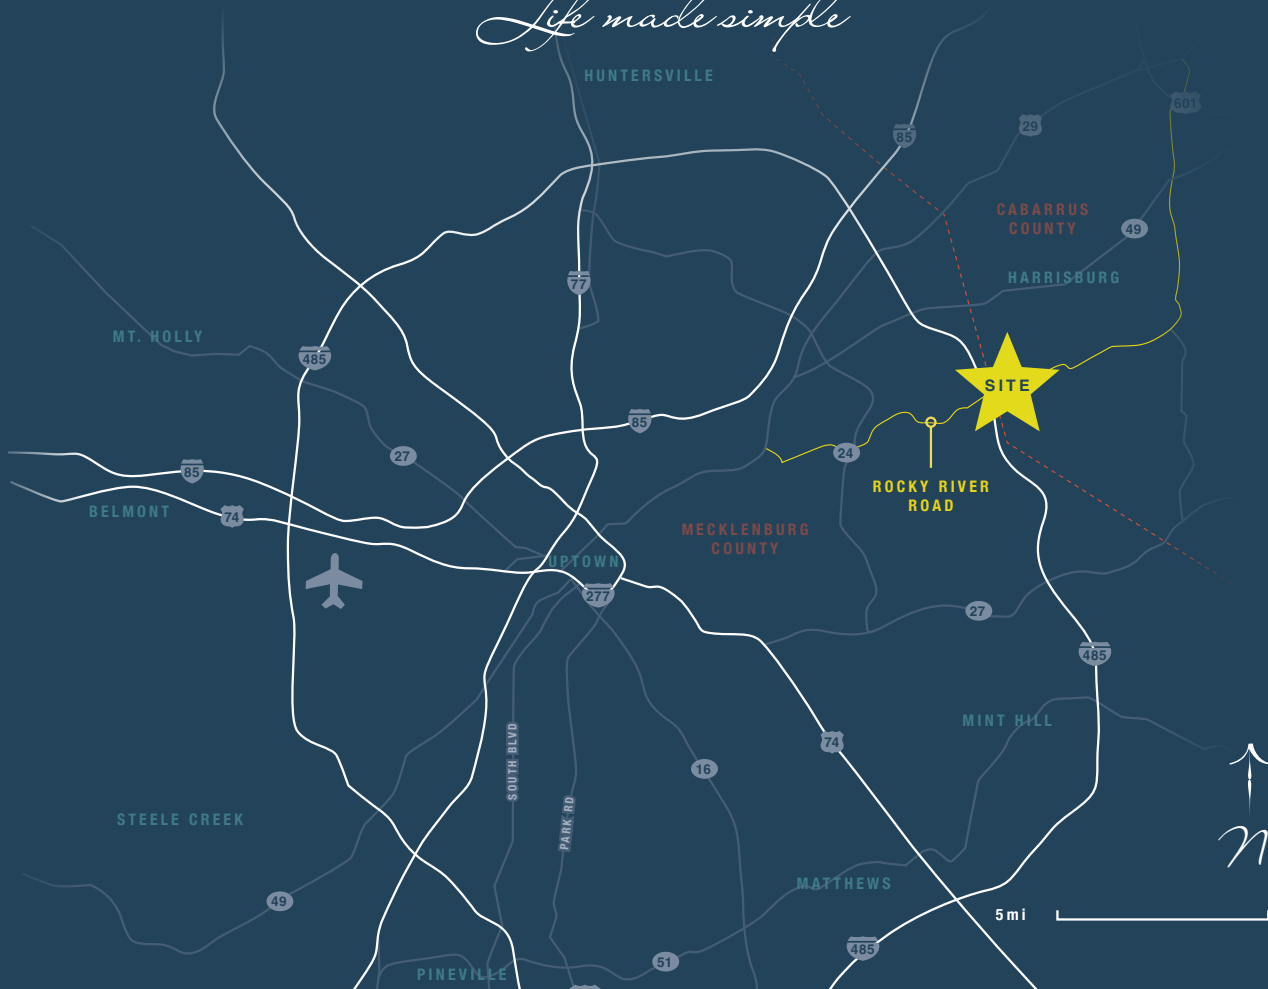 Life made simple
HUNTERSVILLE
601
29
85
CABARRUS
COUNTY
49
HARRISBURG
77
MT. HOLLY
485
SITE
85
27
24
85
ROCKY RIVER
ROAD
BELMONT
74
MECKLENBURG
COUNTY
UPTOWN
277
27
485
MINT HILL
SOUTH BLVD
74
16
PARK RD
STEELE CREEK
N
MATTHEWS
49
5mi
485
51
PINEVILLE